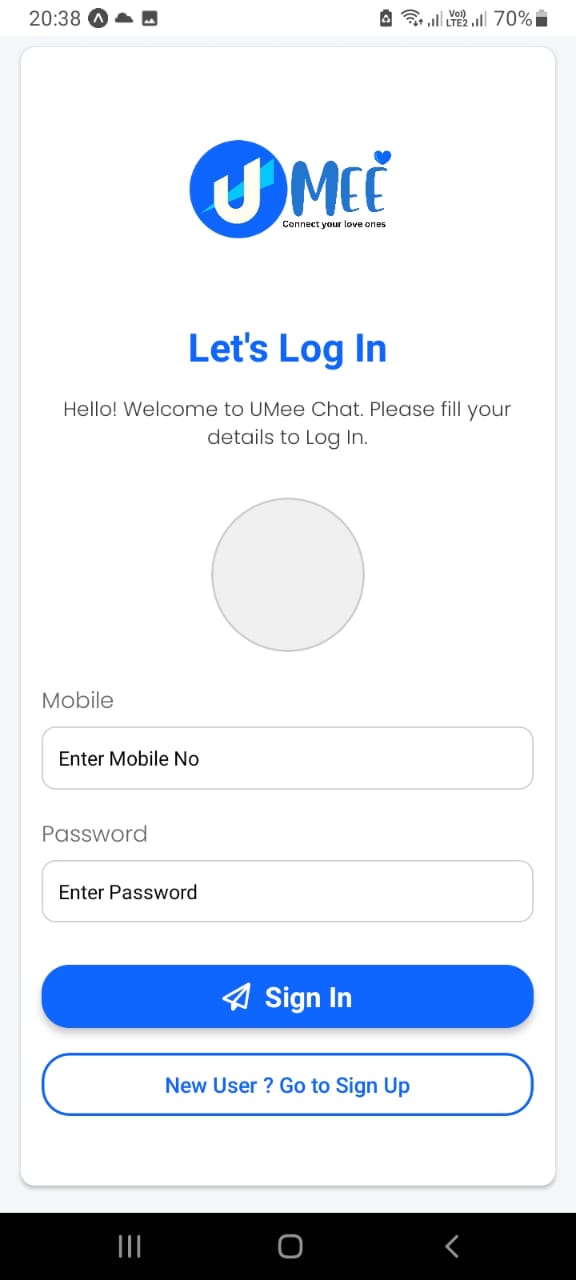 20:38 Vo)) LTE2 70%
UMEE
Connect your love ones
Let's Log In
Hello! Welcome to UMee Chat. Please fill your
details to Log In.
Mobile
Enter Mobile No
Password
Enter Password
Sign In
New User ? Go to Sign Up